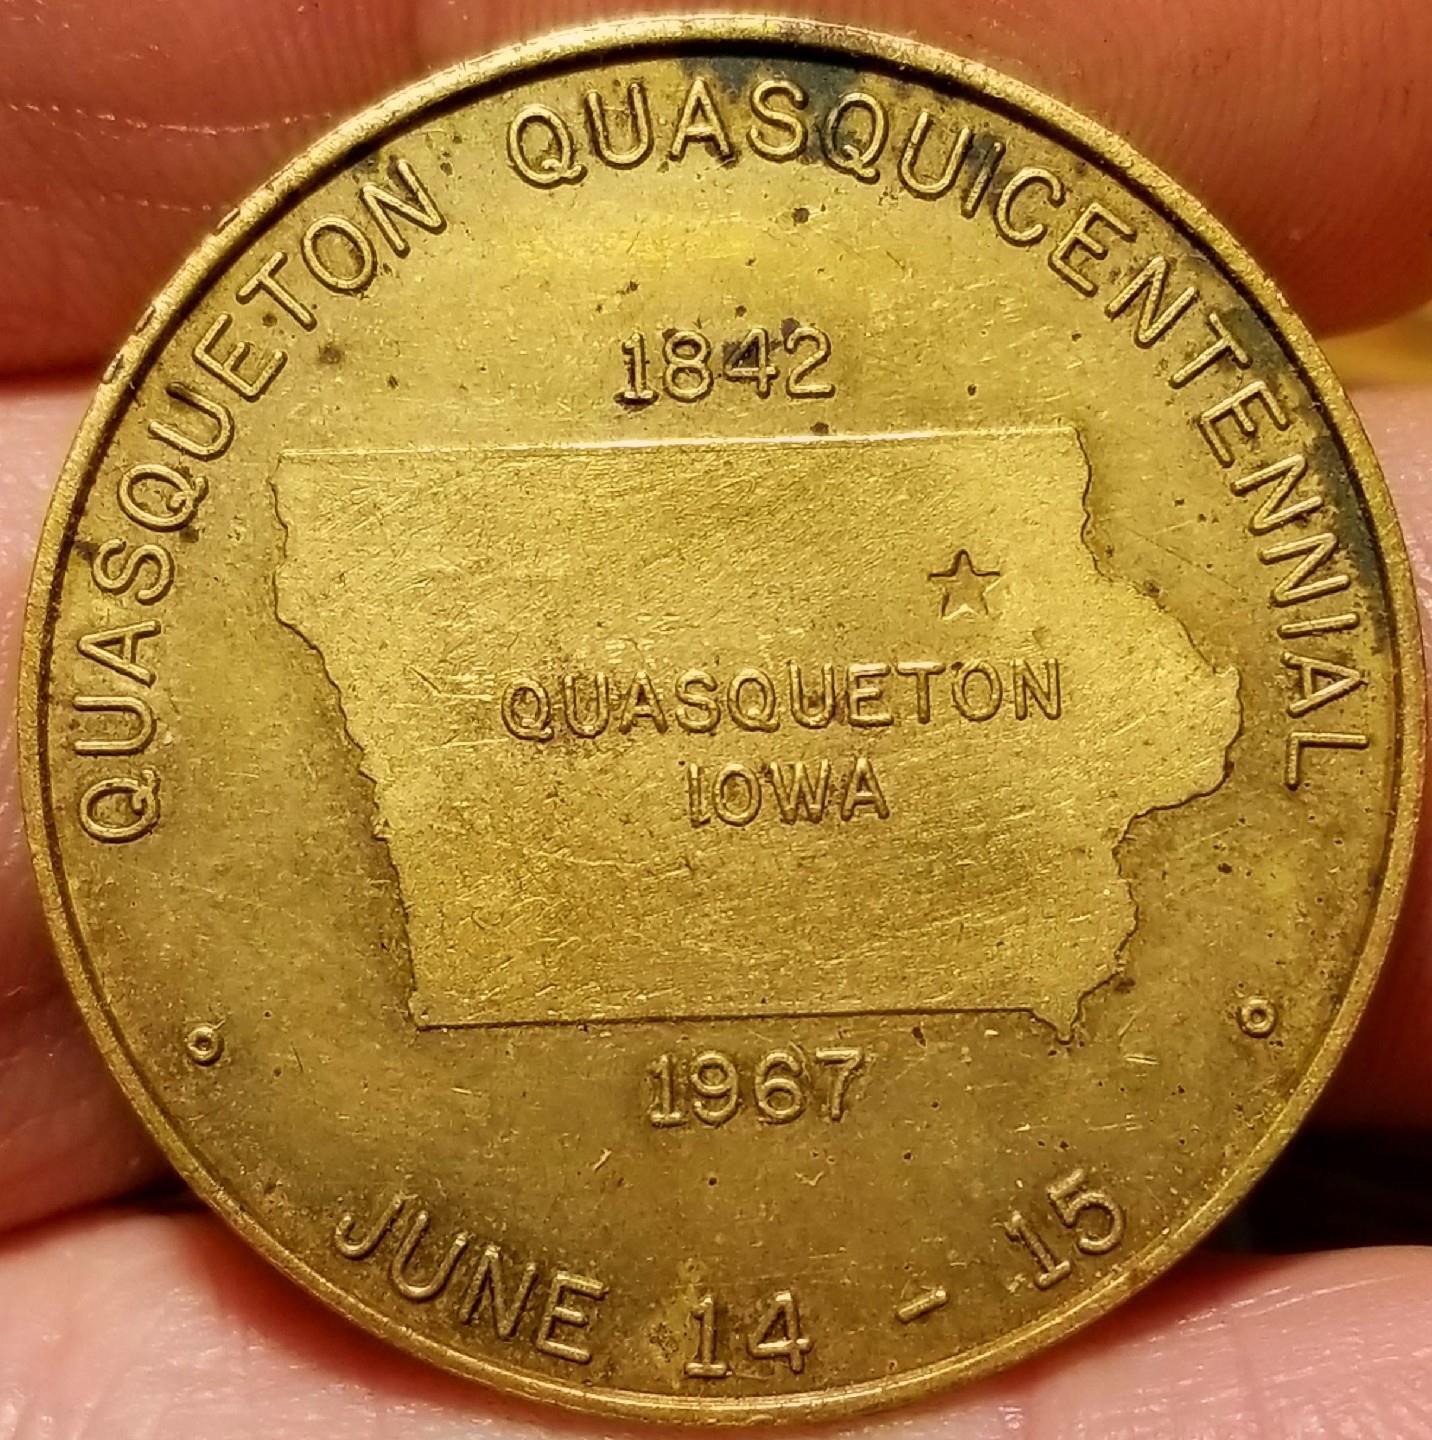 QUASQUETON QUASQUICENTENNIAL
1842
QUASQUETON
IOWA
1967
JUNE 14 - 15